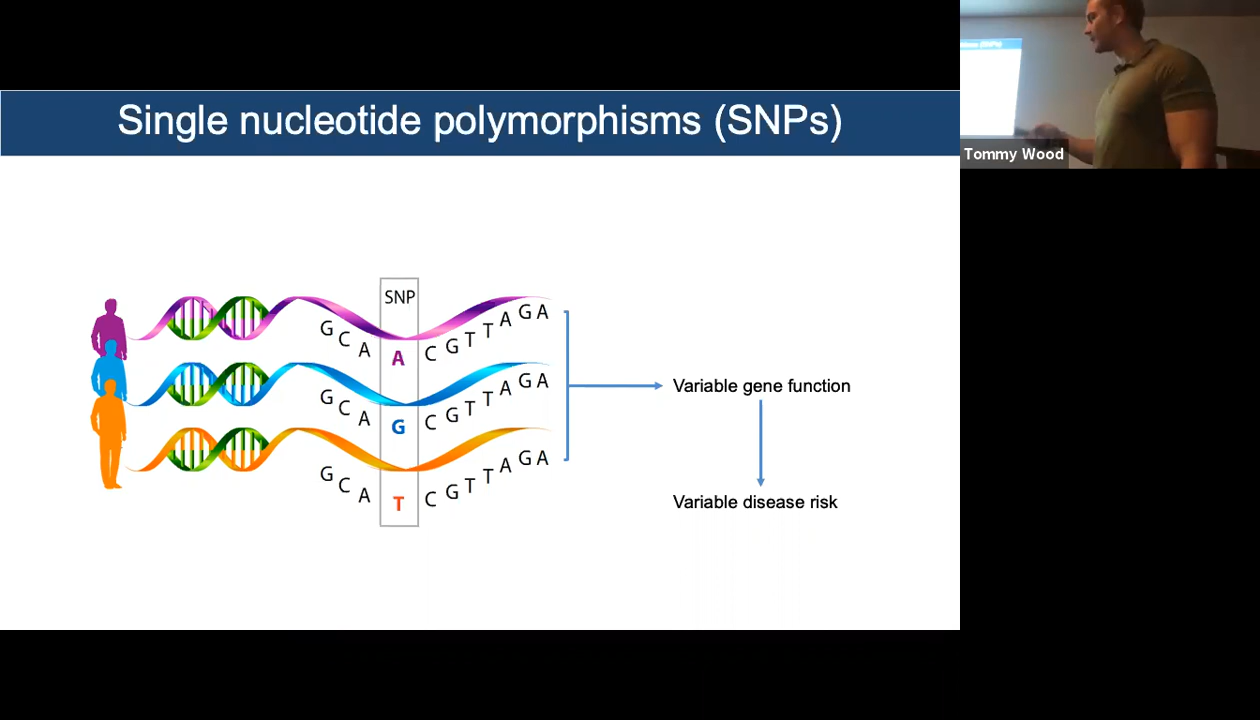 Single nucleotide polymorphisms (SNPs)
Tommy Wood
SNP
G C A A C G T T A G A
G C A G C G T T A G A
G C A T C G T T A G A
Variable gene function
Variable disease risk